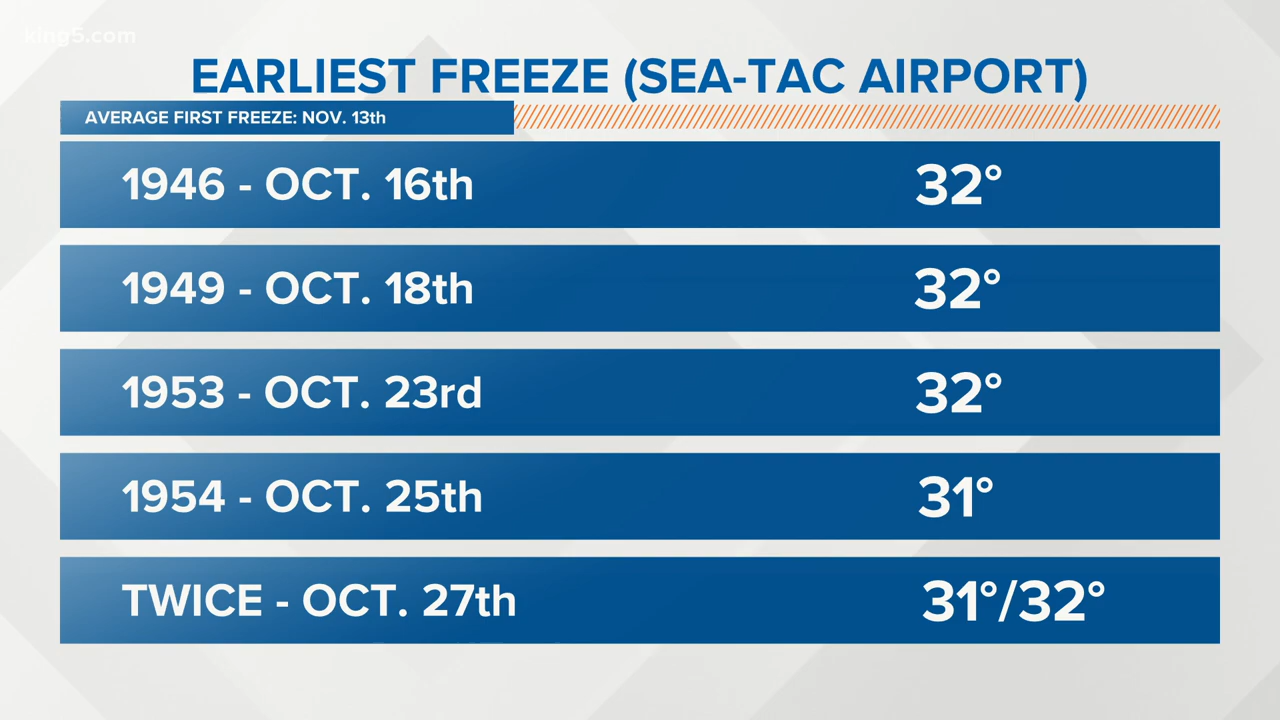 king5.com
EARLIEST FREEZE (SEA-TAC AIRPORT)
AVERAGE FIRST FREEZE: NOV. 13th
1946 - OCT. 16th 32°
1949 - OCT. 18th 32°
1953 - OCT. 23rd 32°
1954 - OCT. 25th 31°
TWICE - OCT. 27th 31°/32°